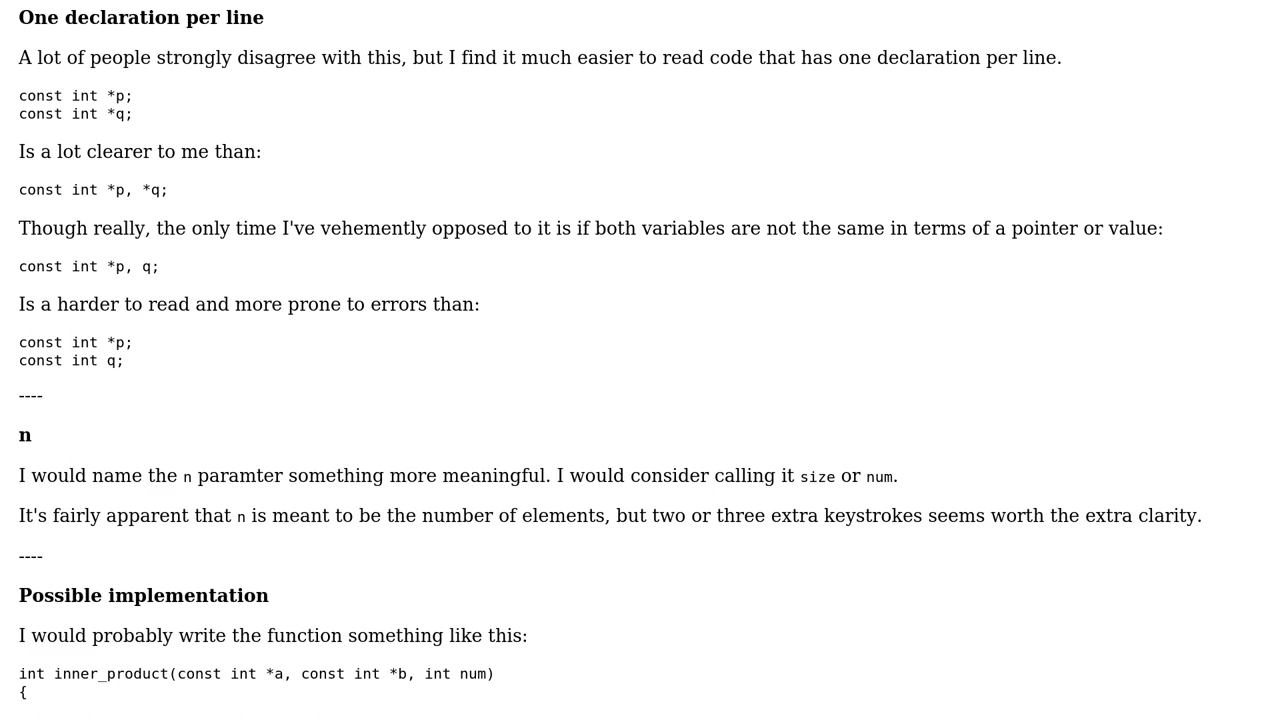 One declaration per line
A lot of people strongly disagree with this, but I find it much easier to read code that has one declaration per line.
const int *p;
const int *q;
Is a lot clearer to me than:
const int *p, *q;
Though really, the only time I've vehemently opposed to it is if both variables are not the same in terms of a pointer or value:
const int *p, q;
Is a harder to read and more prone to errors than:
const int *p;
const int q;
----
n
I would name the n paramter something more meaningful. I would consider calling it size or num.
It's fairly apparent that n is meant to be the number of elements, but two or three extra keystrokes seems worth the extra clarity.
----
Possible implementation
I would probably write the function something like this:
int inner_product(const int *a, const int *b, int num)
{